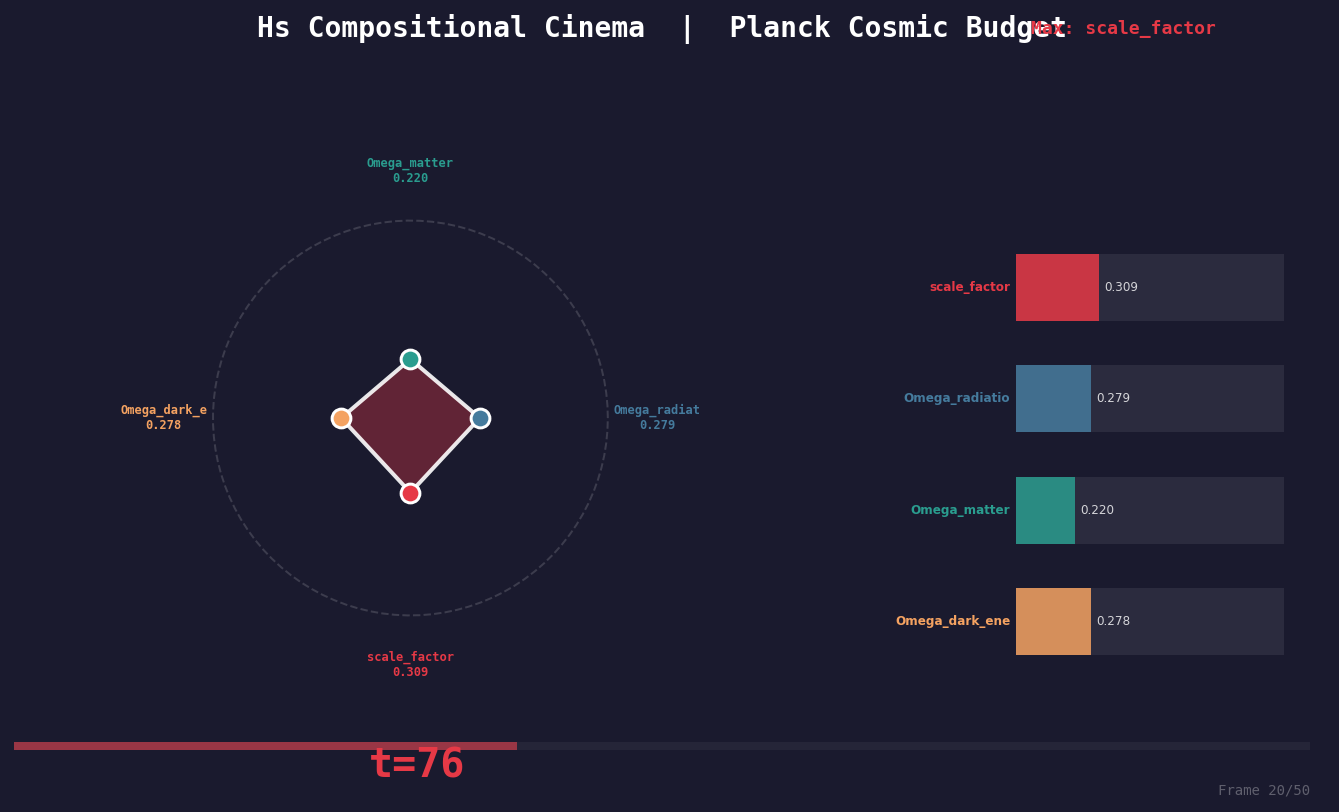 Hs Compositional Cinema | Planck Cosmic Budget
Max: scale_factor
Omega_matter
0.220
Omega_dark_e
0.278
Omega_radiat
0.279
scale_factor
0.309
scale_factor
0.309
Omega_radiatio
0.279
Omega_matter
0.220
Omega_dark_ene
0.278
t=76
Frame 20/50